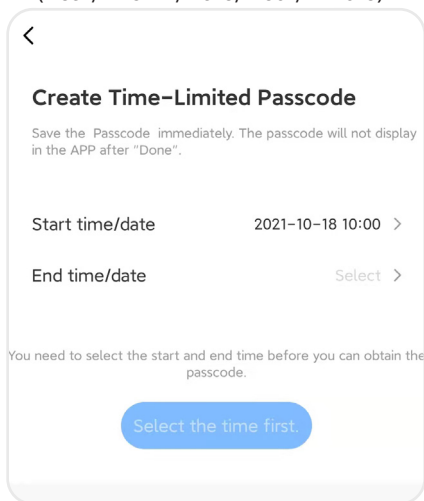 Create Time-Limited Passcode
Save the Passcode immediately. The passcode will not display
in the APP after "Done".
Start time/date 2021-10-18 10:00 >
End time/date Select >
You need to select the start and end time before you can obtain the
passcode.
Select the time first.